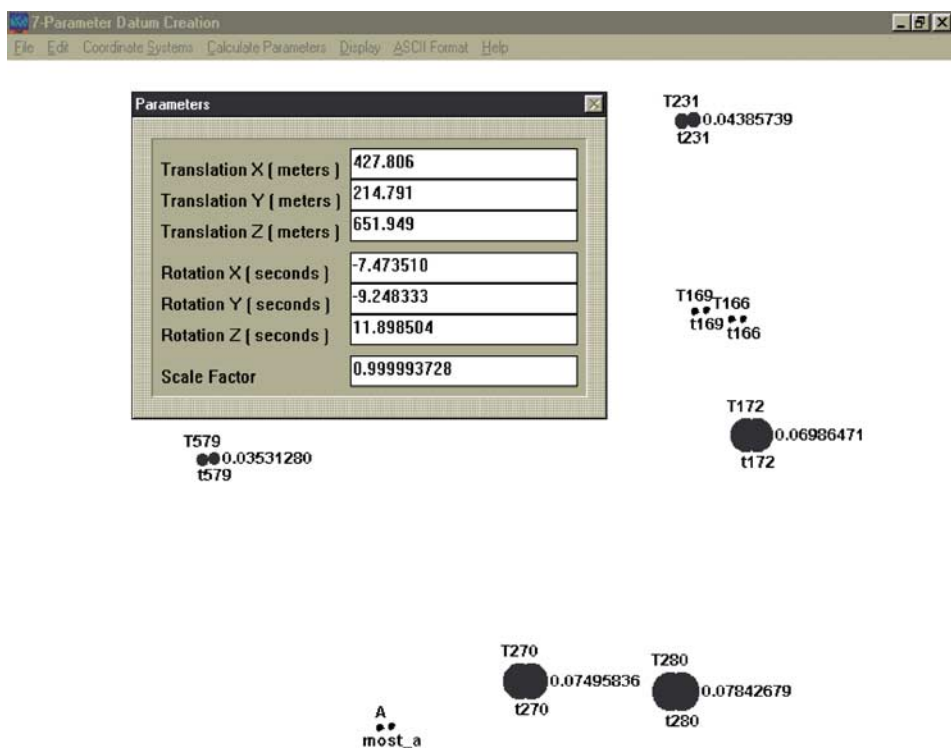 7-Parameter Datum Creation
File Edit Coordinate Systems Calculate Parameters Display ASCII Format Help
Parameters
Translation X ( meters ) 427.806
Translation Y ( meters ) 214.791
Translation Z ( meters ) 651.949
Rotation X ( seconds ) -7.473510
Rotation Y ( seconds ) -9.248333
Rotation Z ( seconds ) 11.898504
Scale Factor 0.999993728
T231
0.04385739
t231
T169 T166
t169 t166
T172
0.06986471
t172
T579
0.03531280
t579
T270
0.07495836
t270
T280
0.07842679
t280
A
most_a